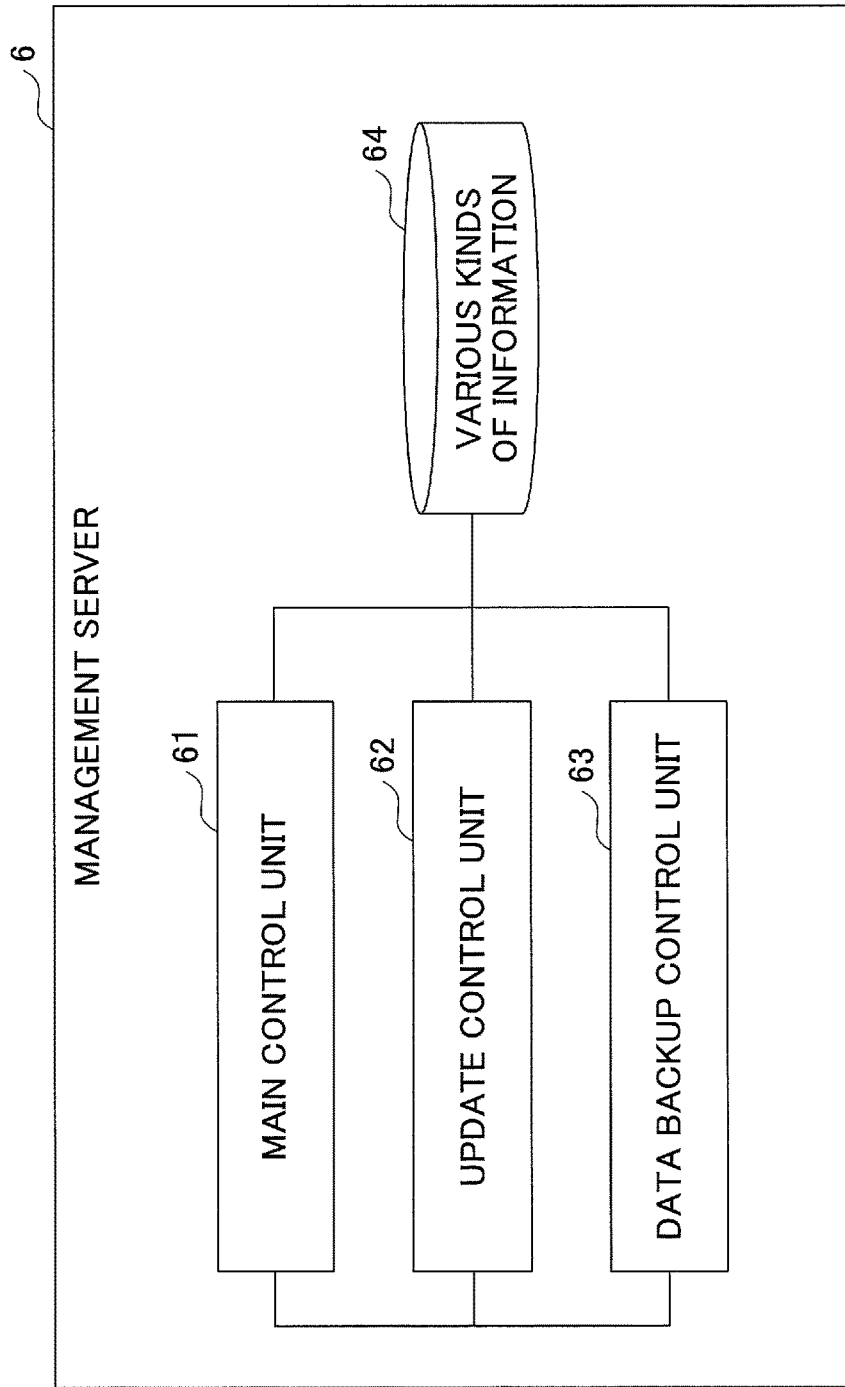 6
MANAGEMENT SERVER
61
MAIN CONTROL UNIT
62
UPDATE CONTROL UNIT
63
DATA BACKUP CONTROL UNIT
64
VARIOUS KINDS
OF INFORMATION